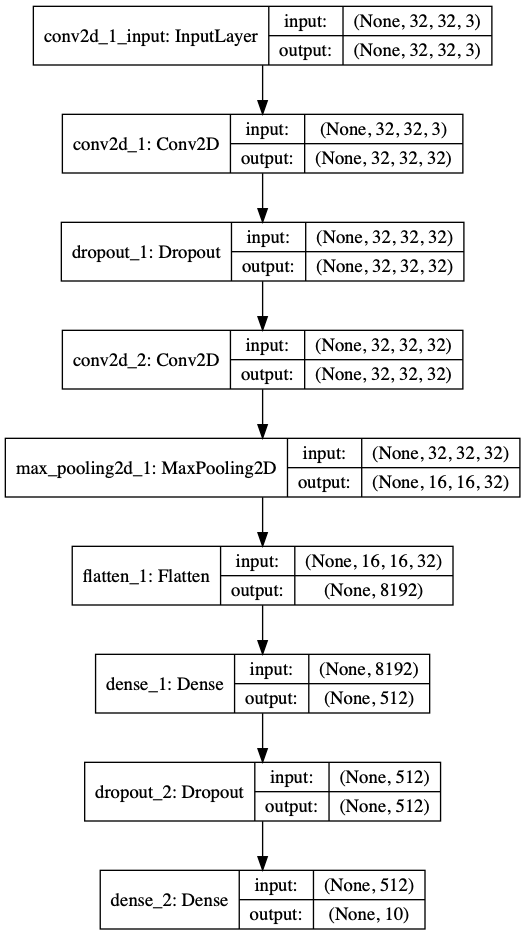 conv2d_1_input: InputLayer
input: (None, 32, 32, 3)
output: (None, 32, 32, 3)
conv2d_1: Conv2D
input: (None, 32, 32, 3)
output: (None, 32, 32, 32)
dropout_1: Dropout
input: (None, 32, 32, 32)
output: (None, 32, 32, 32)
conv2d_2: Conv2D
input: (None, 32, 32, 32)
output: (None, 32, 32, 32)
max_pooling2d_1: MaxPooling2D
input: (None, 32, 32, 32)
output: (None, 16, 16, 32)
flatten_1: Flatten
input: (None, 16, 16, 32)
output: (None, 8192)
dense_1: Dense
input: (None, 8192)
output: (None, 512)
dropout_2: Dropout
input: (None, 512)
output: (None, 512)
dense_2: Dense
input: (None, 512)
output: (None, 10)